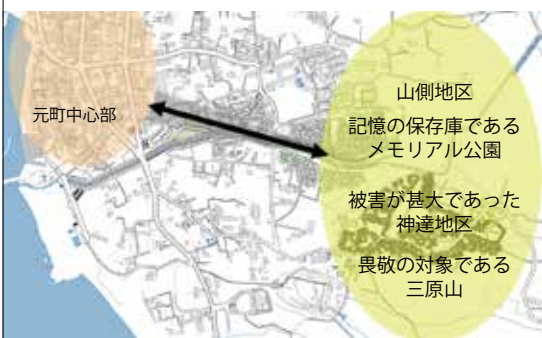 元町中心部
山側地区
記憶の保存庫である
メモリアル公園
被害が甚大であった
神達地区
畏敬の対象である
三原山